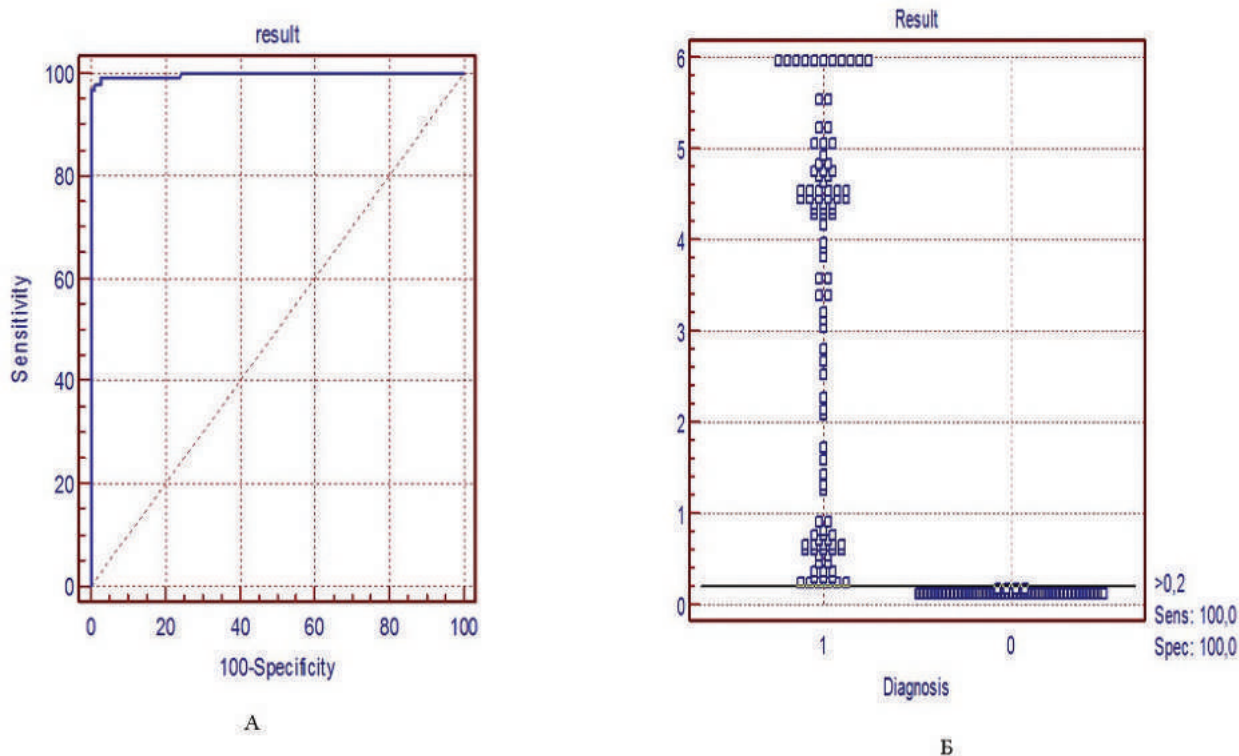 result
100
80
60
40
20
0
Sensitivity
0 20 40 60 80 100
100-Specificity
А
Result
6
5
4
3
2
1
0
>0,2
Sens: 100,0
Spec: 100,0
1 0
Diagnosis
Б